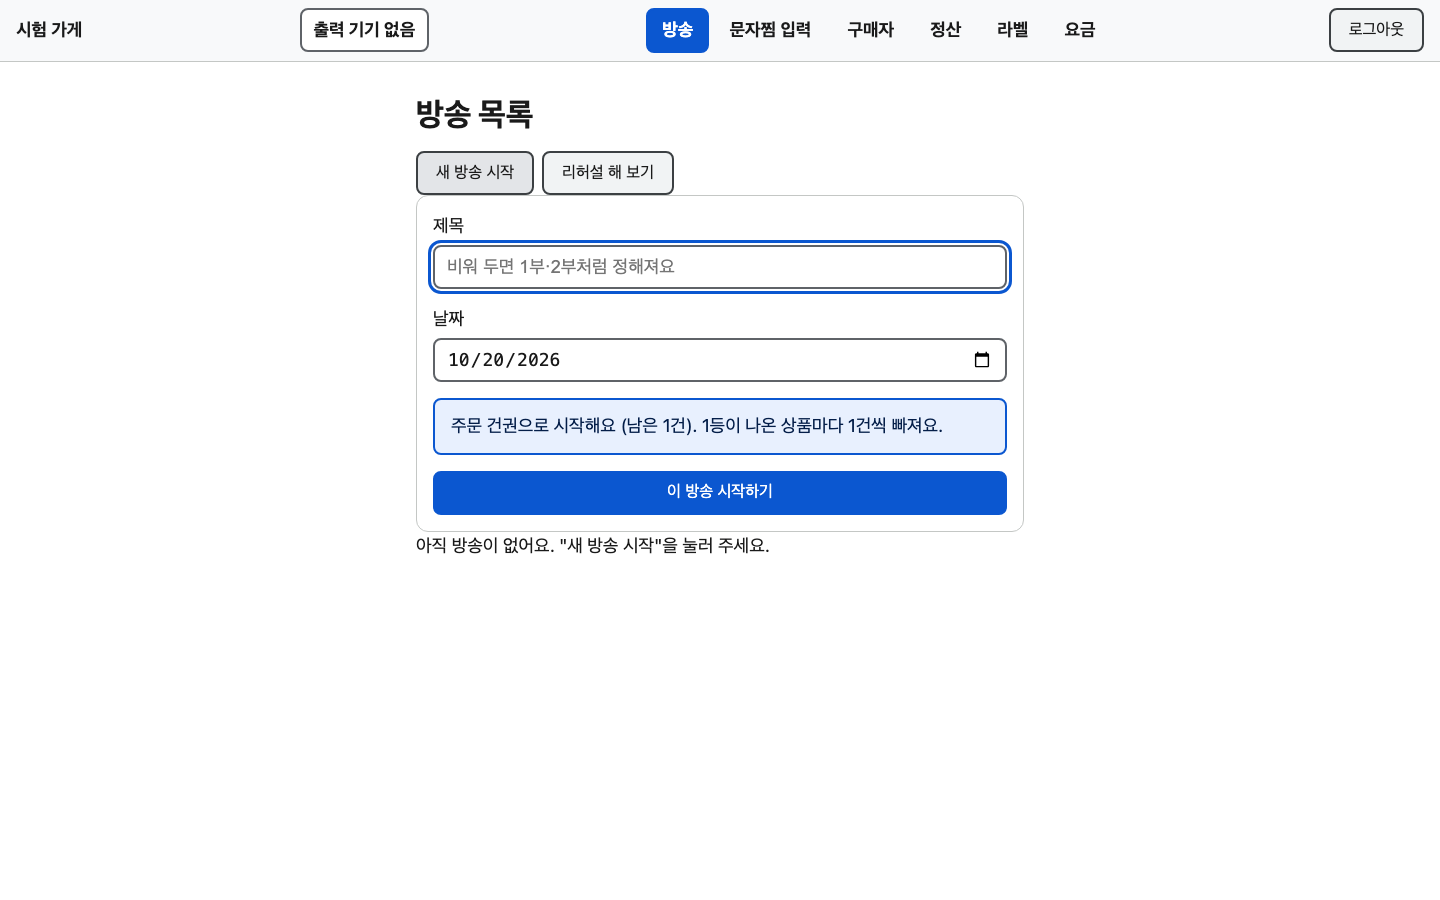 시험 가게
출력 기기 없음
방송
문자찜 입력
구매자
정산
라벨
요금
로그아웃
방송 목록
새 방송 시작
리허설 해 보기
제목
비워 두면 1부·2부처럼 정해져요
날짜
10/20/2026
주문 건권으로 시작해요 (남은 1건). 1등이 나온 상품마다 1건씩 빠져요.
이 방송 시작하기
아직 방송이 없어요. "새 방송 시작"을 눌러 주세요.